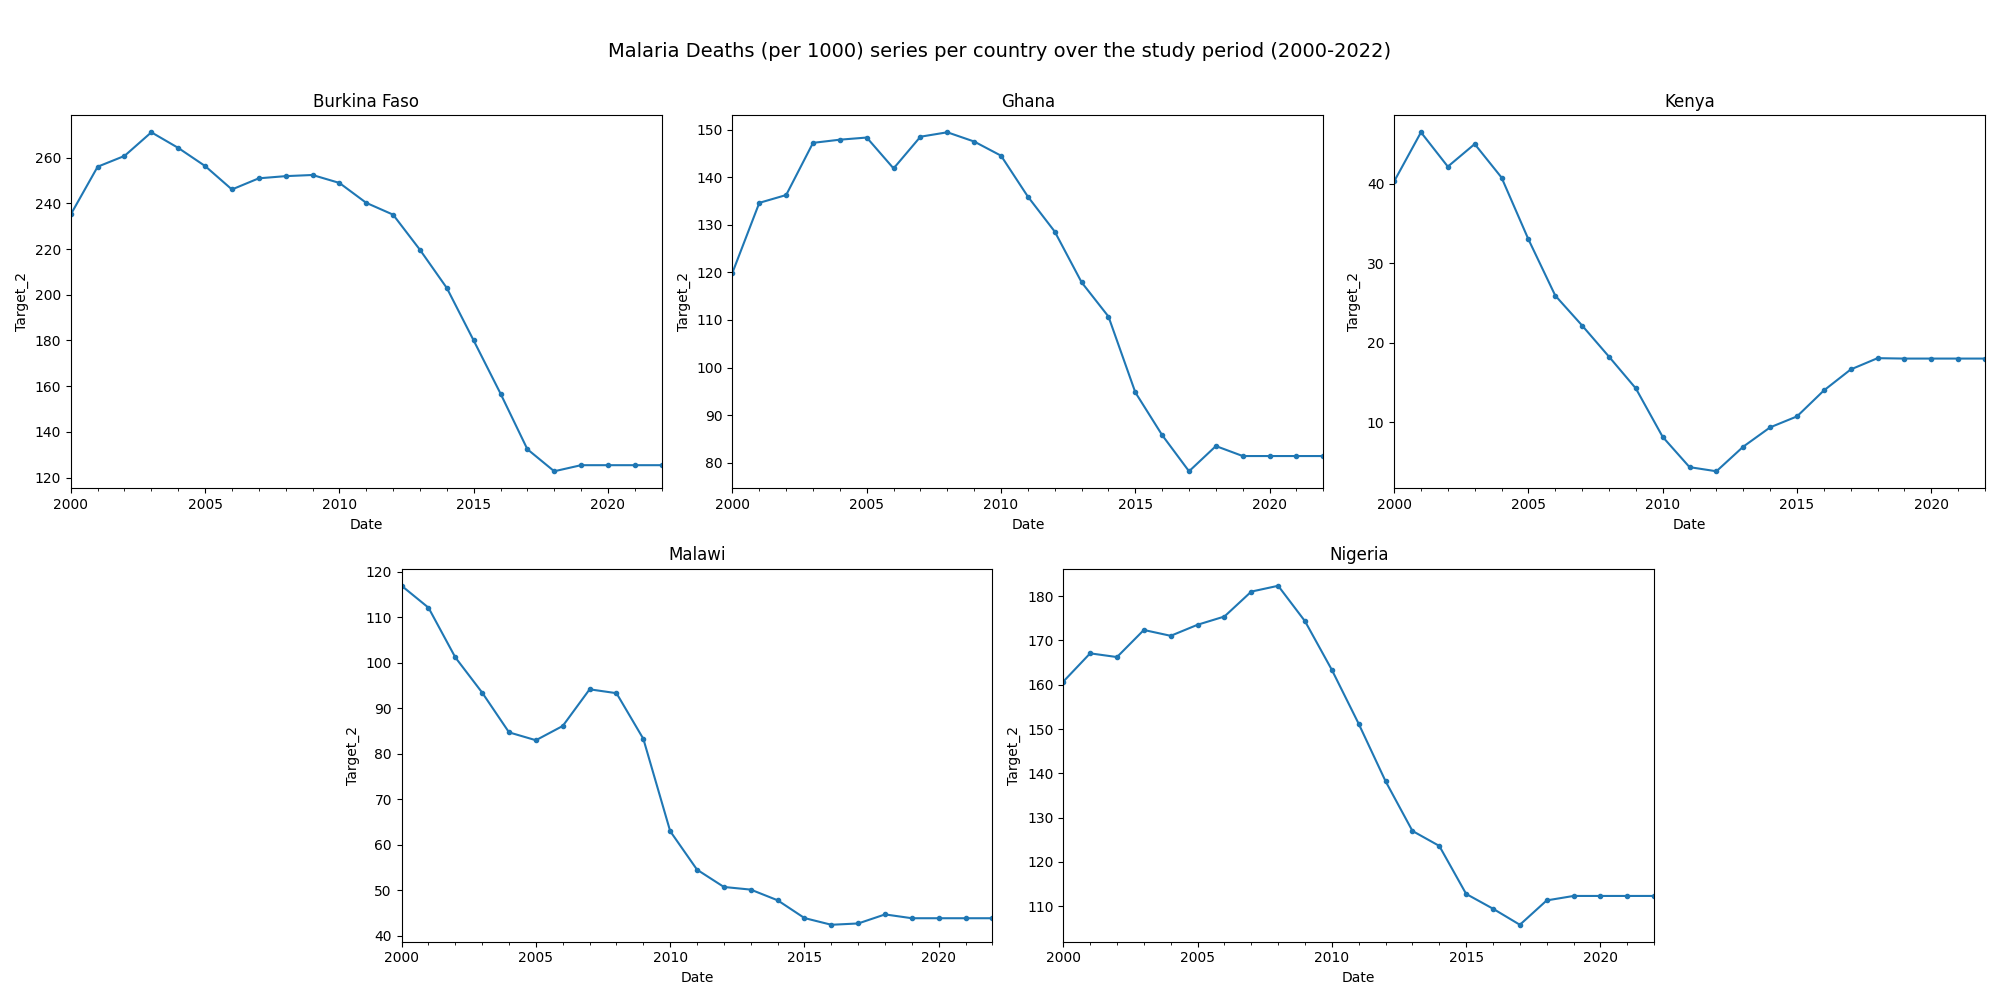 Malaria Deaths (per 1000) series per country over the study period (2000-2022)
Burkina Faso
260
240
220
200
180
160
140
120
Target_2
2000 2005 2010 2015 2020
Date
Ghana
150
140
130
120
110
100
90
80
Target_2
2000 2005 2010 2015 2020
Date
Kenya
40
30
20
10
Target_2
2000 2005 2010 2015 2020
Date
Malawi
120
110
100
90
80
70
60
50
40
Target_2
2000 2005 2010 2015 2020
Date
Nigeria
180
170
160
150
140
130
120
110
Target_2
2000 2005 2010 2015 2020
Date